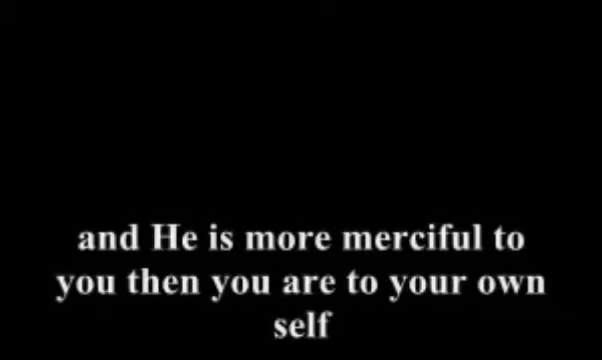 and He is more merciful to
you then you are to your own
self